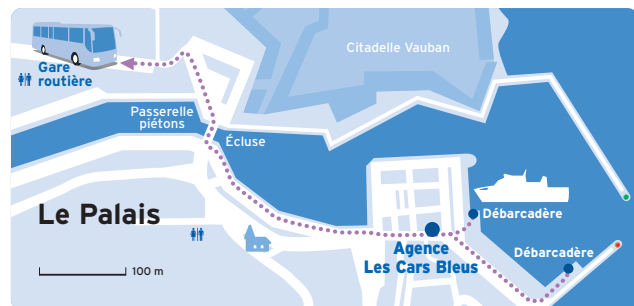 Citadelle Vauban
Gare
routière
Passerelle
piétons
Écluse
Le Palais
Débarcadère
Agence
Les Cars Bleus
Débarcadère
100 m